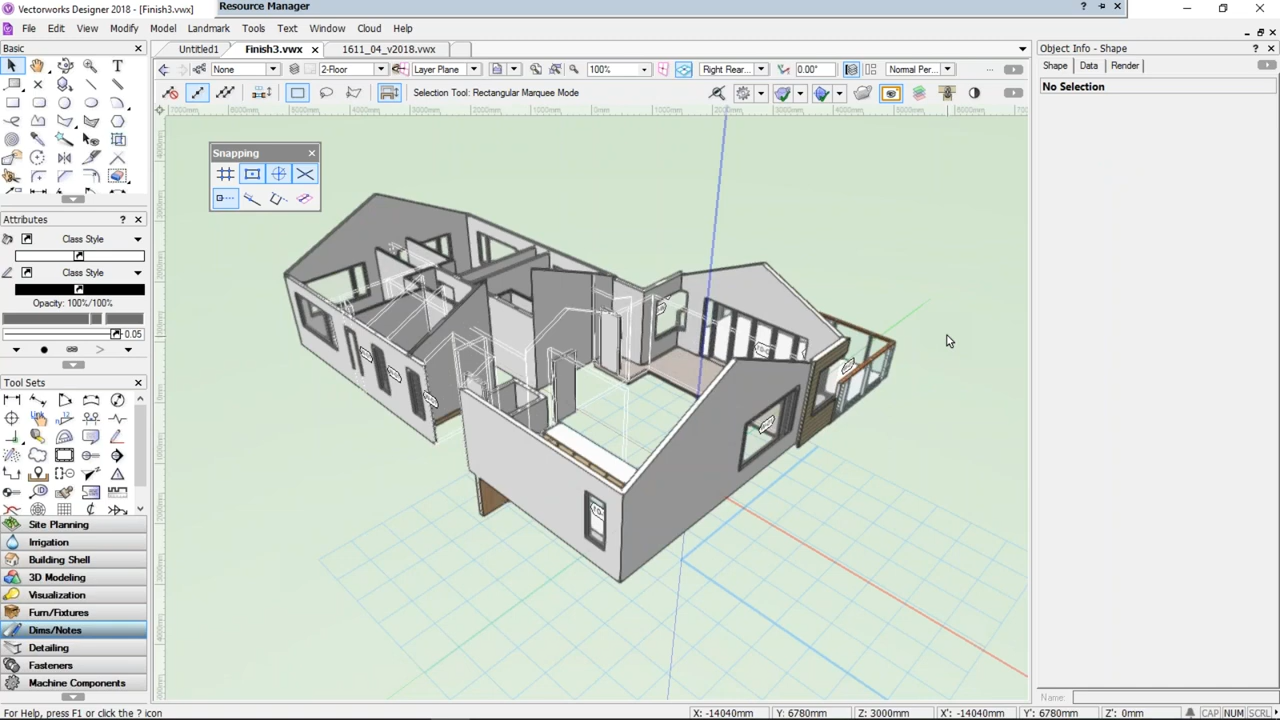 Vectorworks Designer 2018 - [Finish3.vwx]
Resource Manager
File Edit View Modify Model Landmark Tools Text Window Cloud Help
Basic
Untitled1 Finish3.vwx 1611_04_v2018.vwx
None 2-Floor Layer Plane 100% Right Rear... 0.00° Normal Per...
Selection Tool: Rectangular Marquee Mode
Object Info - Shape
Shape Data Render
No Selection
Snapping
Attributes
Class Style
Class Style
Opacity: 100%/100%
0.05
Tool Sets
Site Planning
Irrigation
Building Shell
3D Modeling
Visualization
Furn/Fixtures
Dims/Notes
Detailing
Fasteners
Machine Components
Name:
For Help, press F1 or click the ? icon
X: -14040mm Y: 6780mm Z: 3000mm X': -14040mm Y': 6780mm Z': 0mm CAP NUM SCRL